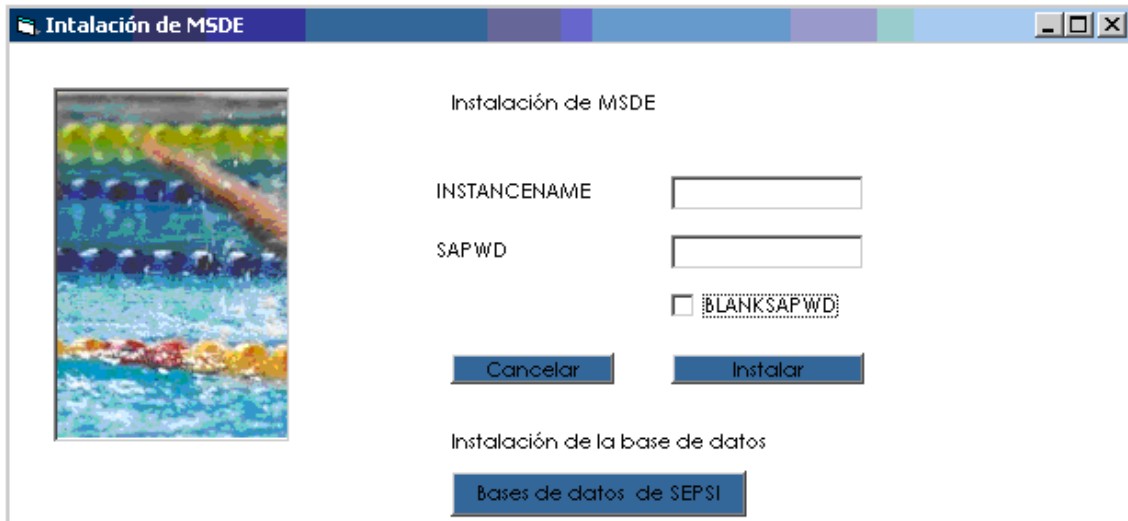 Intalación de MSDE
Instalación de MSDE
INSTANCENAME
SAPWD
BLANKSAPWD
Cancelar Instalar
Instalación de la base de datos
Bases de datos de SEPSI